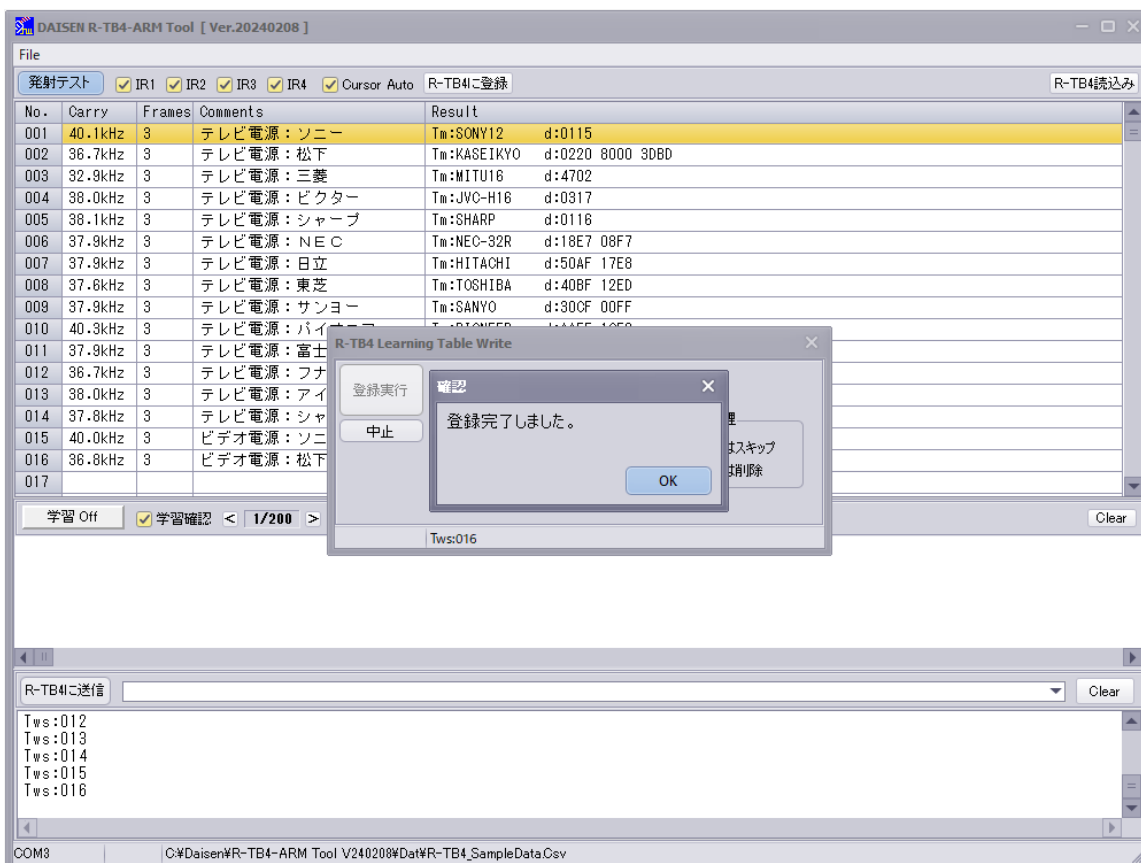 DAISEN R-TB4-ARM Tool [ Ver.20240208 ]
File
発射テスト IR1 IR2 IR3 IR4 Cursor Auto R-TB4に登録 R-TB4読込み
No. Carry Frames Comments Result
001 40.1kHz 3 テレビ電源：ソニー Tm:SONY12 d:0115
002 36.7kHz 3 テレビ電源：松下 Tm:KASEIKYO d:0220 8000 3DBD
003 32.9kHz 3 テレビ電源：三菱 Tm:MITU16 d:4702
004 38.0kHz 3 テレビ電源：ビクター Tm:JVC-H16 d:0317
005 38.1kHz 3 テレビ電源：シャープ Tm:SHARP d:0116
006 37.9kHz 3 テレビ電源：ＮＥＣ Tm:NEC-32R d:18E7 08F7
007 37.9kHz 3 テレビ電源：日立 Tm:HITACHI d:50AF 17E8
008 37.6kHz 3 テレビ電源：東芝 Tm:TOSHIBA d:40BF 12ED
009 37.9kHz 3 テレビ電源：サンヨー Tm:SANYO d:30CF 00FF
010 40.3kHz 3 テレビ電源：パイ
011 37.9kHz 3 テレビ電源：富士
012 36.7kHz 3 テレビ電源：フナ
013 38.0kHz 3 テレビ電源：アイ
014 37.8kHz 3 テレビ電源：シャ
015 40.0kHz 3 ビデオ電源：ソニ
016 36.8kHz 3 ビデオ電源：松下
017
R-TB4 Learning Table Write
登録実行
中止
確認
登録完了しました。
OK
はスキップ
は削除
Tws:016
学習 Off 学習確認 < 1/200 > Clear
R-TB4に送信 Clear
Tws:012
Tws:013
Tws:014
Tws:015
Tws:016
COM3 C:¥Daisen¥R-TB4-ARM Tool V240208¥Dat¥R-TB4_SampleData.Csv